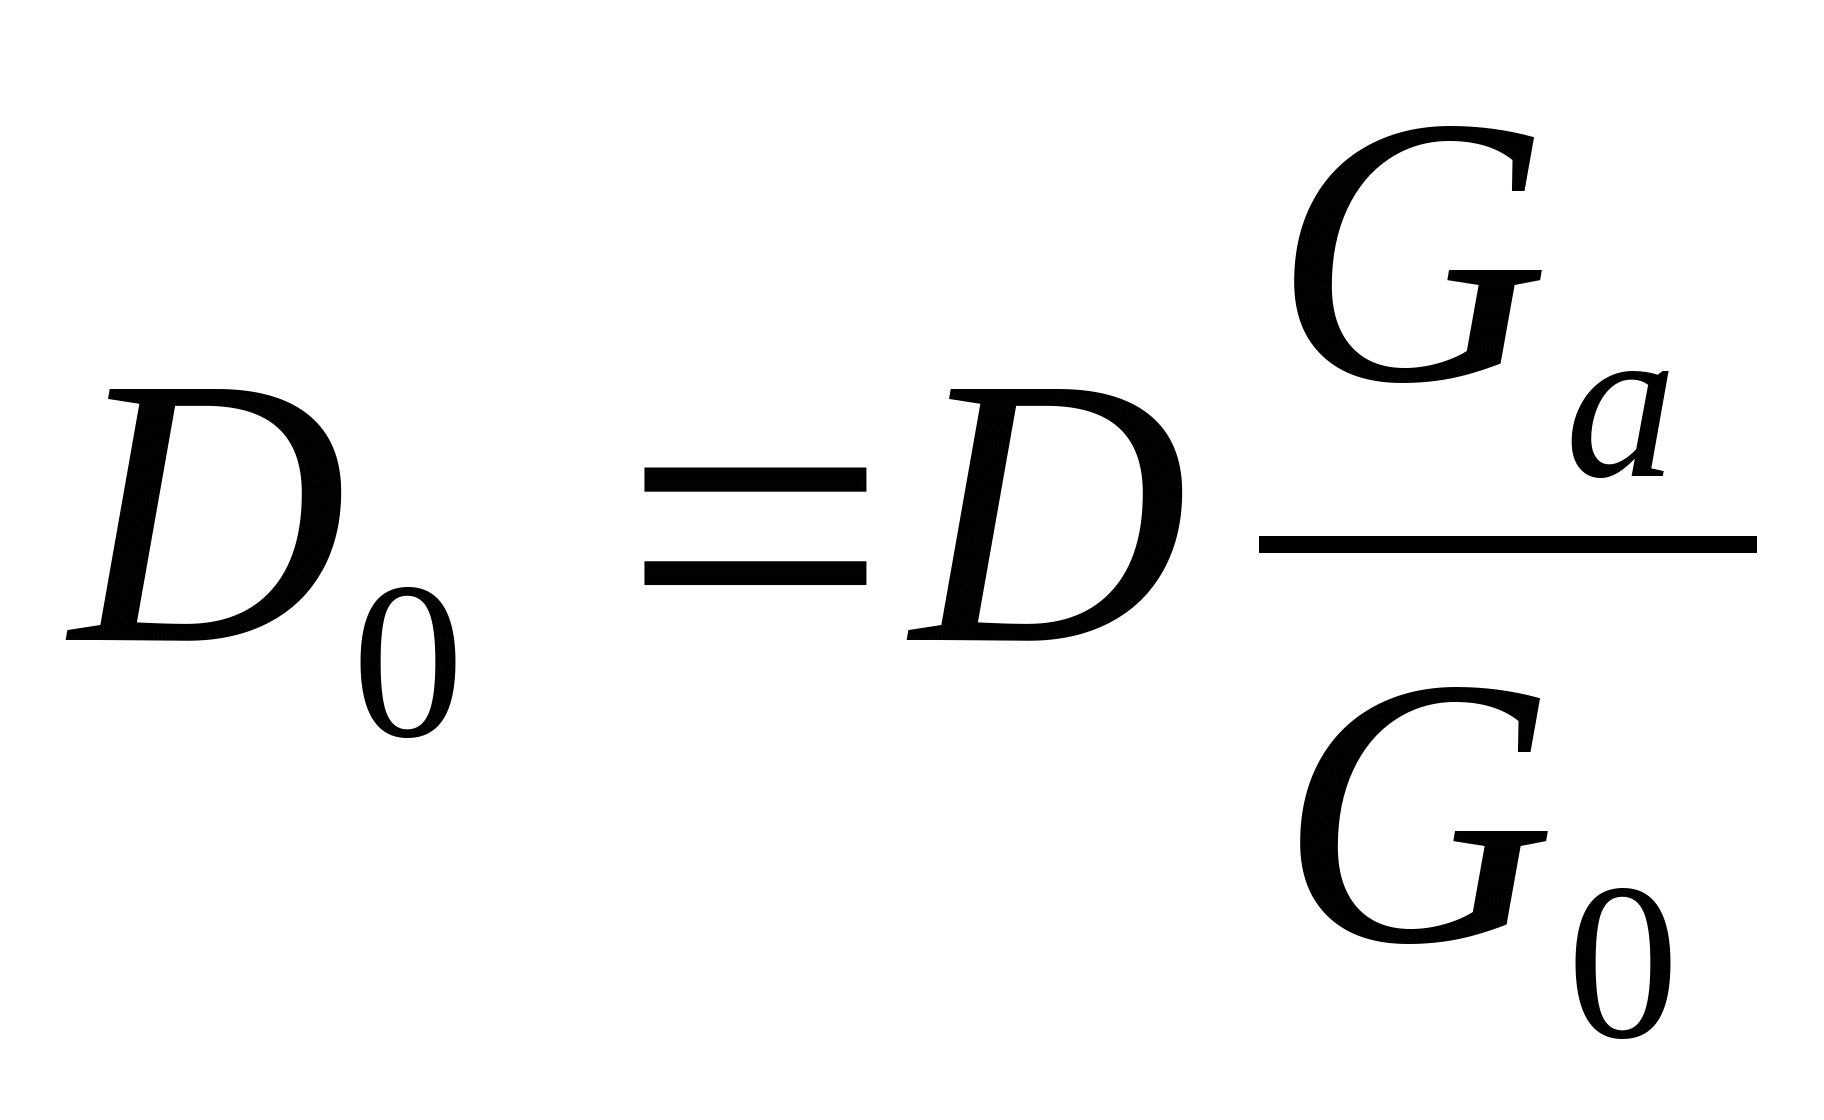 D₀ = D Gₐ / G₀